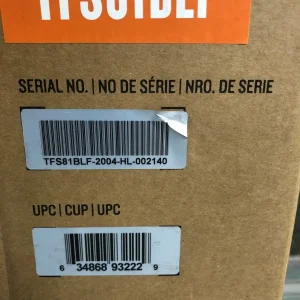 TFS81BLF
SERIAL NO. | NO DE SÉRIE | NRO. DE SERIE
TFS81BLF-2004-HL-002140
UPC | CUP | UPC
6 34868 93222 9